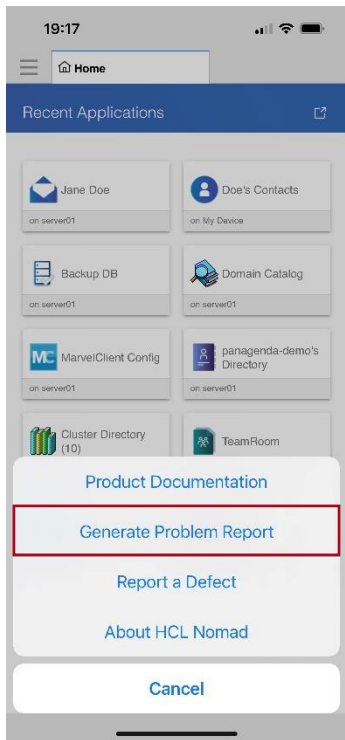 19:17
Home
Recent Applications
Jane Doe
Doe's Contacts
on server01
on My Device
Backup DB
Domain Catalog
on server01
on server01
MC
MarvelClient Config
panagenda-demo's
Directory
on server01
on server01
Cluster Directory
(10)
TeamRoom
Product Documentation
Generate Problem Report
Report a Defect
About HCL Nomad
Cancel